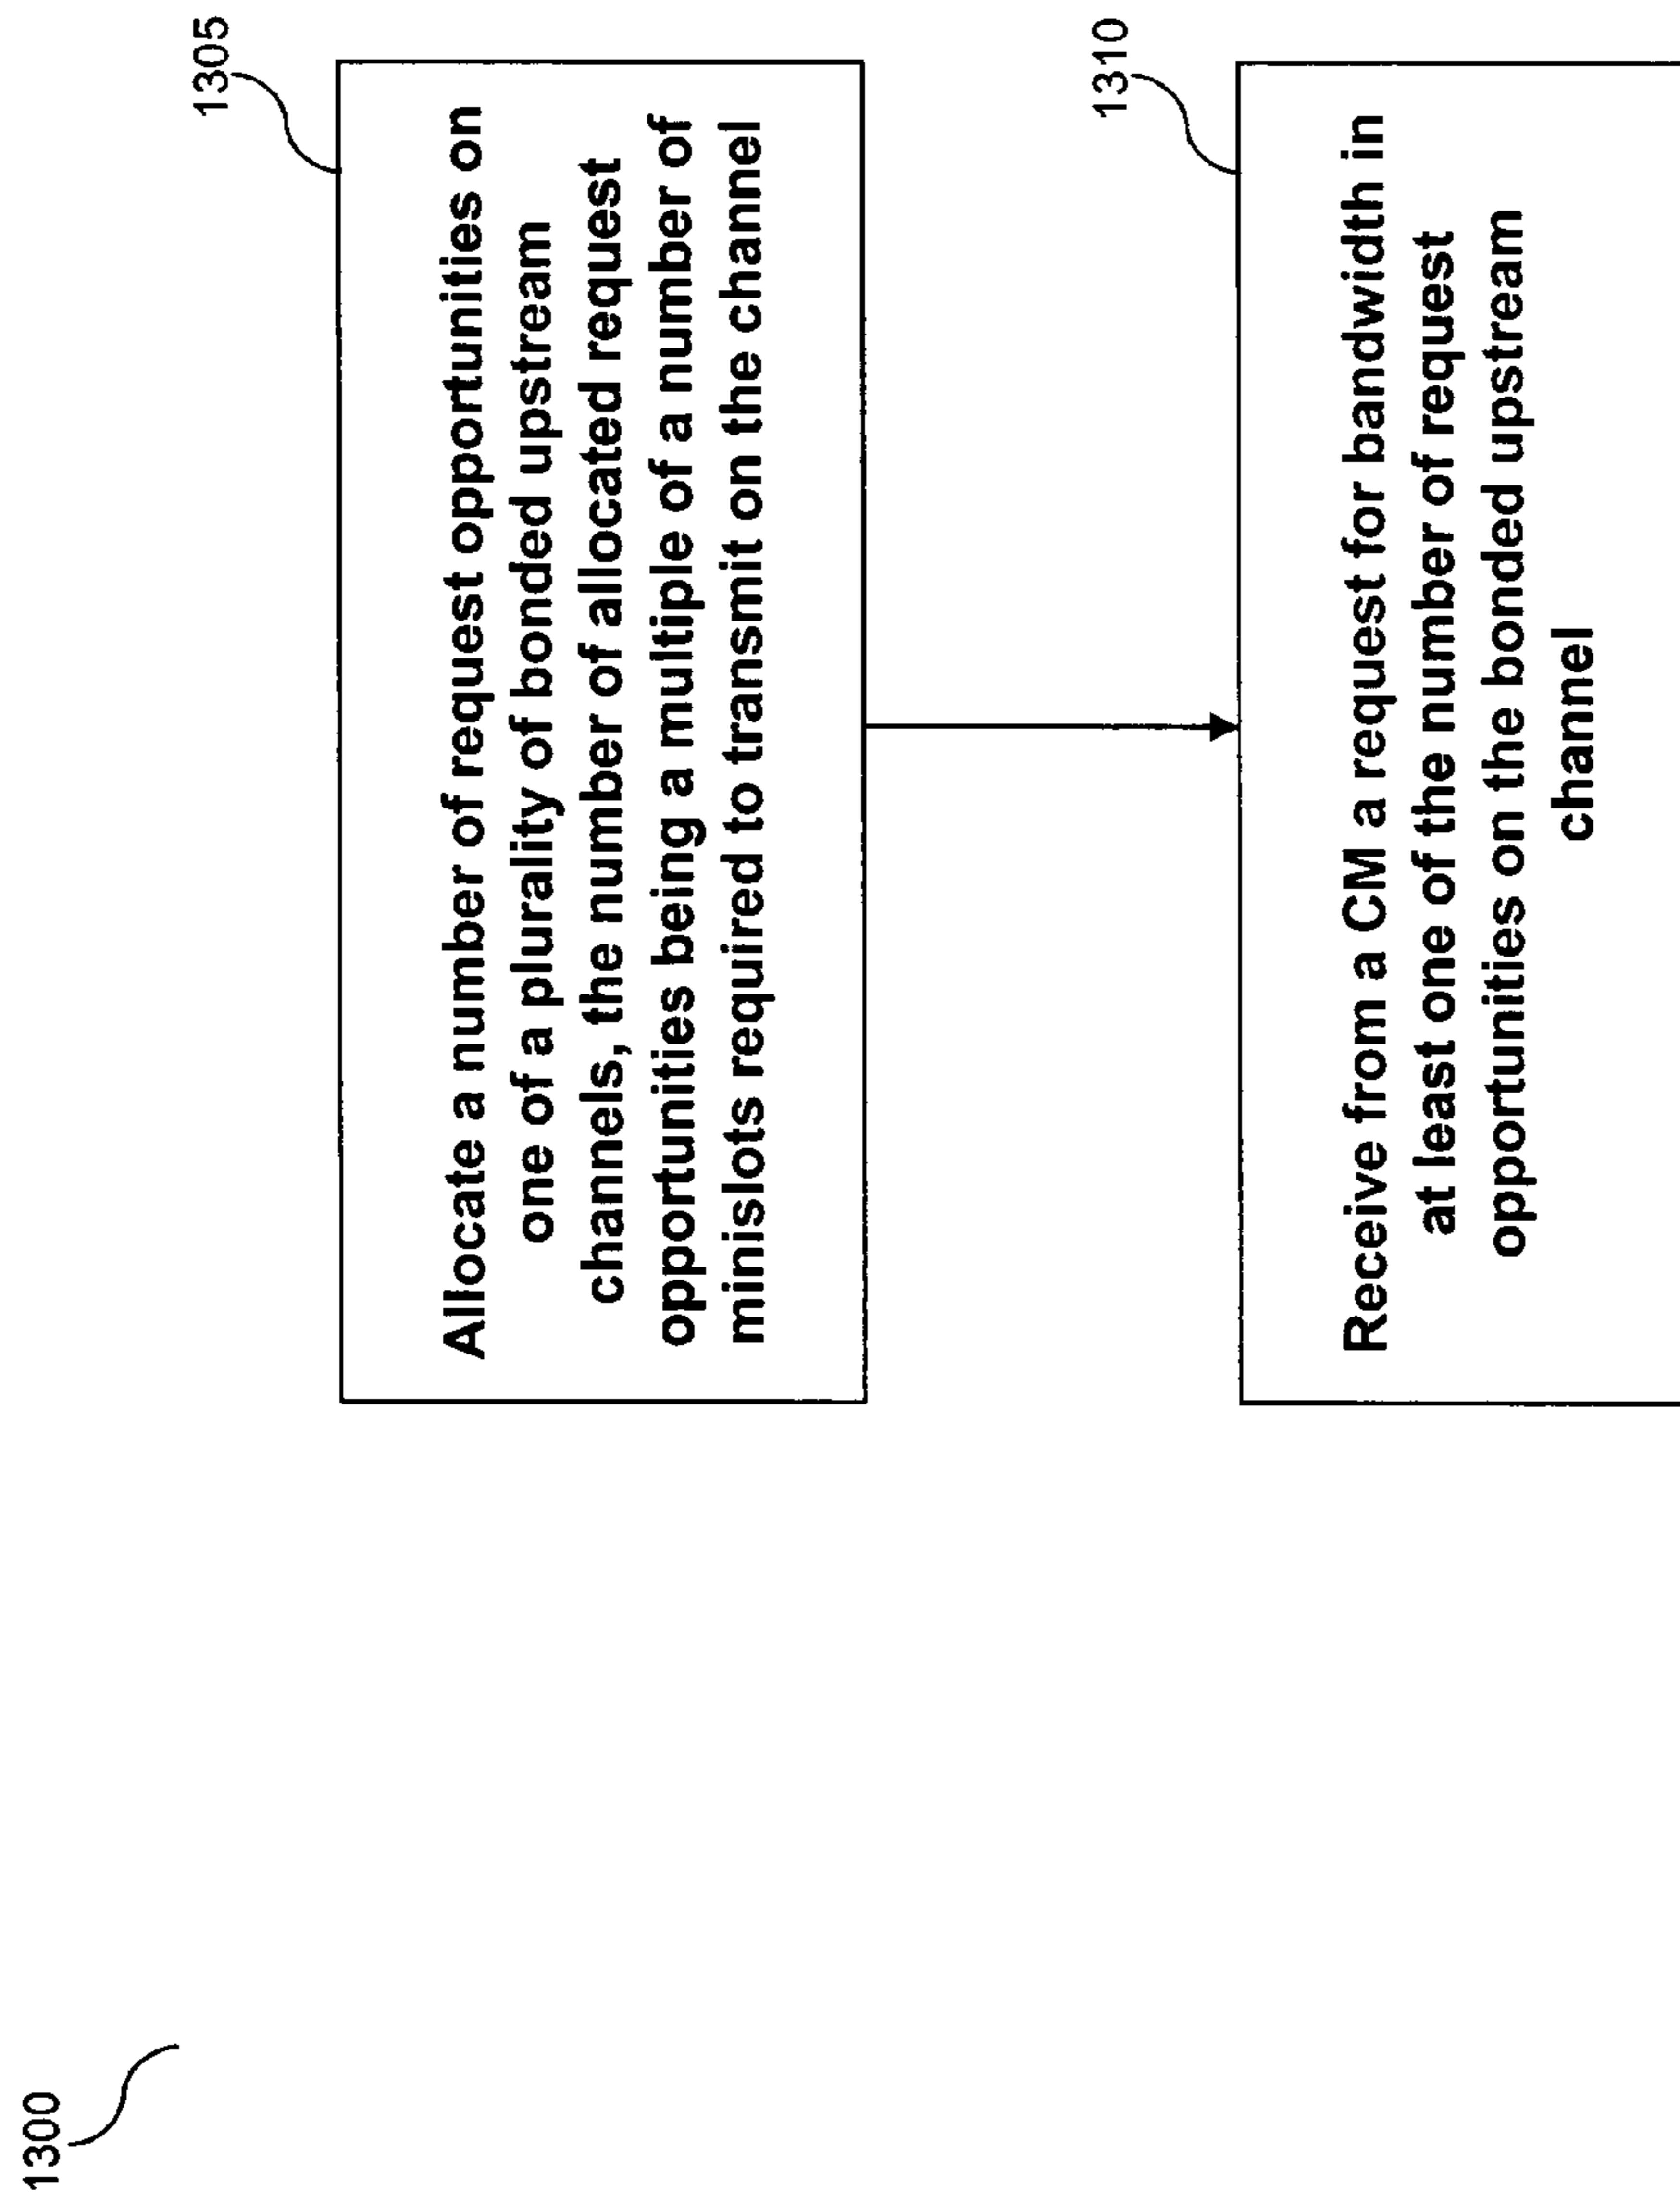 1300
1305
Allocate a number of request opportunities on
one of a plurality of bonded upstream
channels, the number of allocated request
opportunities being a multiple of a number of
minislots required to transmit on the channel
1310
Receive from a CM a request for bandwidth in
at least one of the number of request
opportunities on the bonded upstream
channel